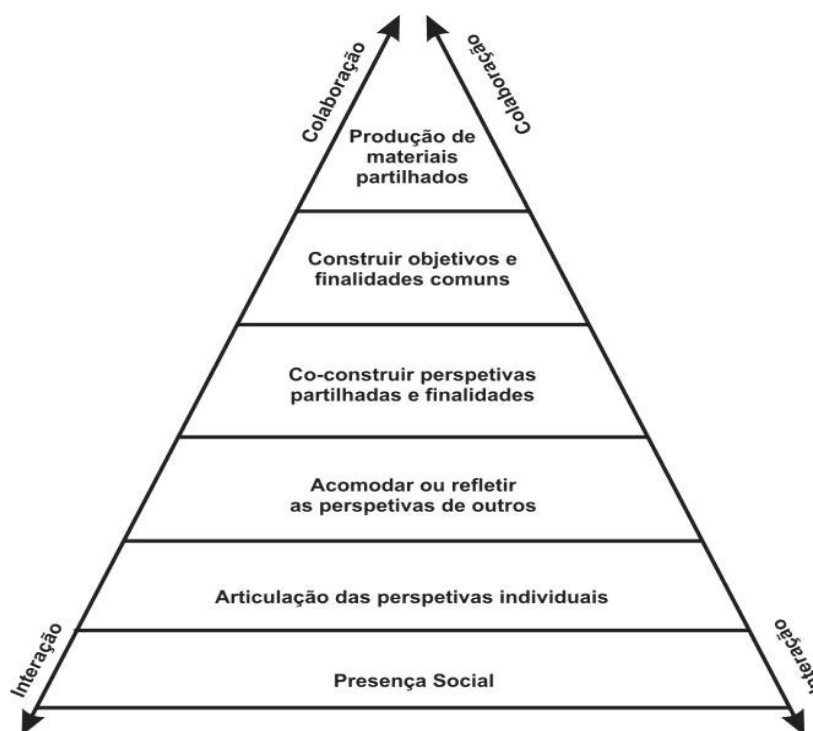 Colaboração
Colaboração
Produção de
materiais
partilhados
Construir objetivos e
finalidades comuns
Co-construir perspetivas
partilhadas e finalidades
Acomodar ou refletir
as perspetivas de outros
Articulação das perspetivas individuais
Interação
Interação
Presença Social